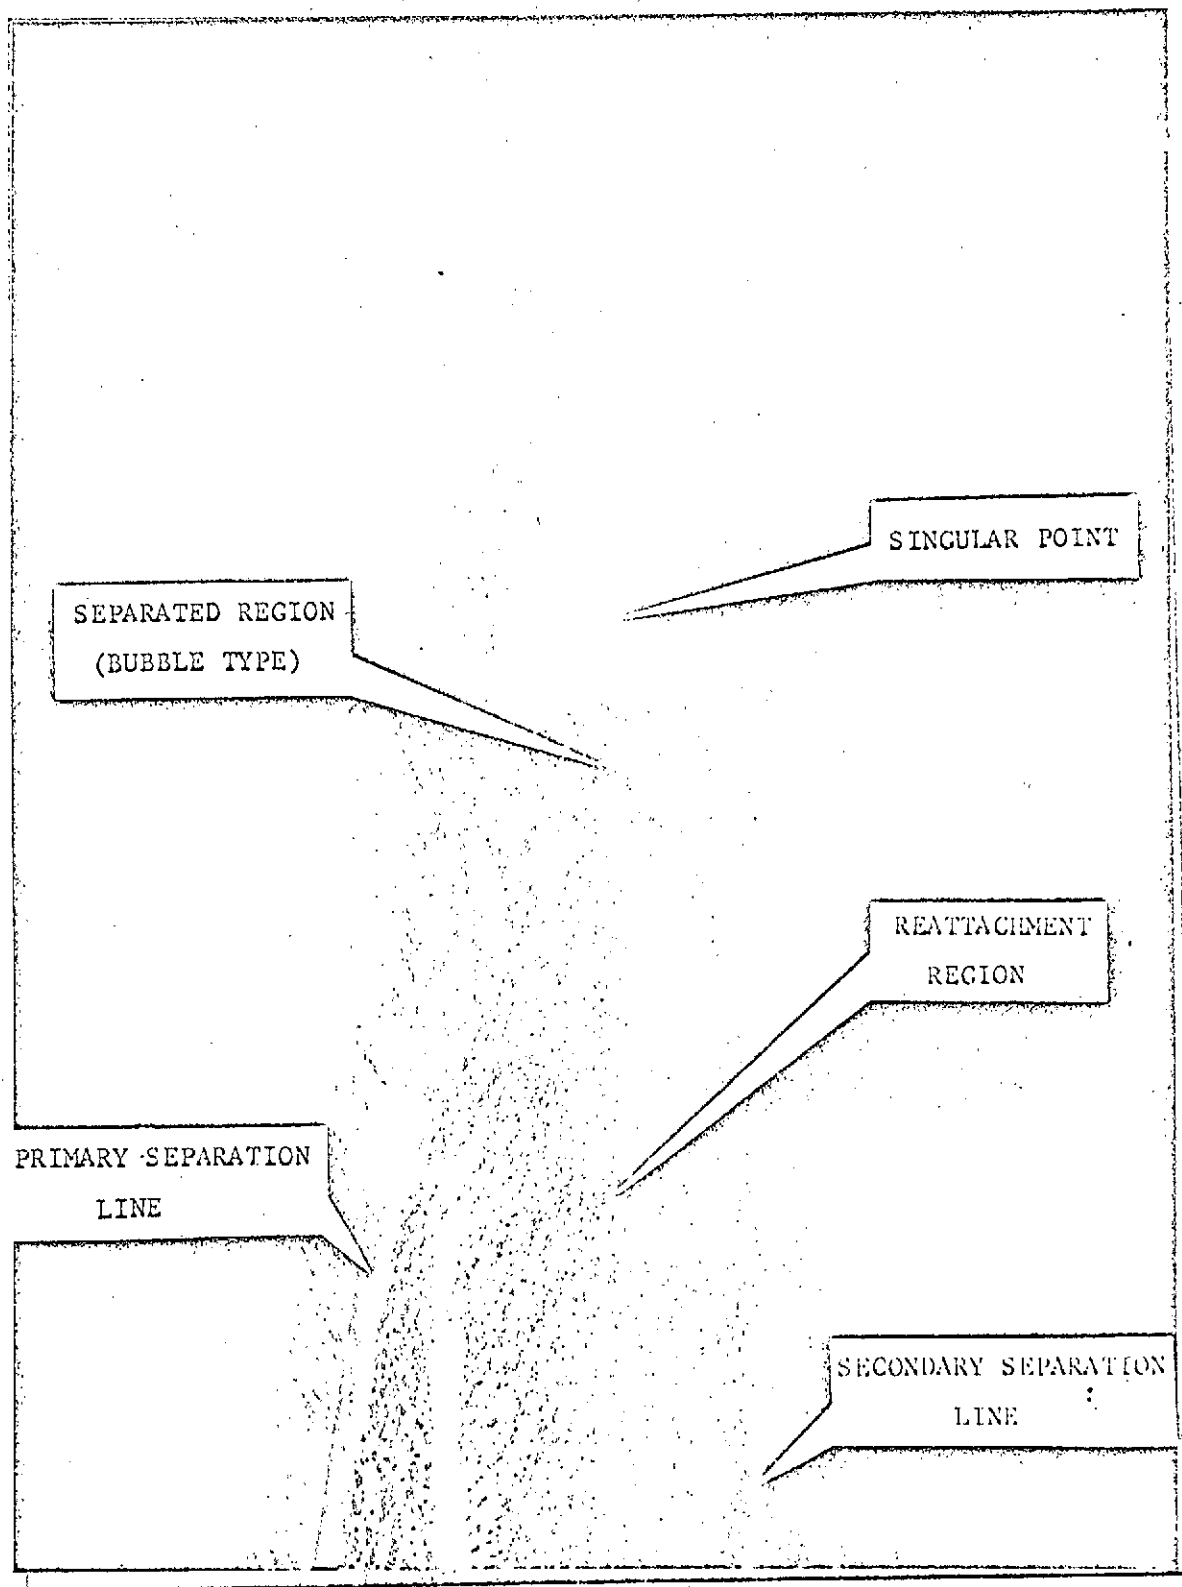 SINGULAR POINT
SEPARATED REGION
(BUBBLE TYPE)
REATTACHMENT
REGION
PRIMARY SEPARATION
LINE
SECONDARY SEPARATION
LINE